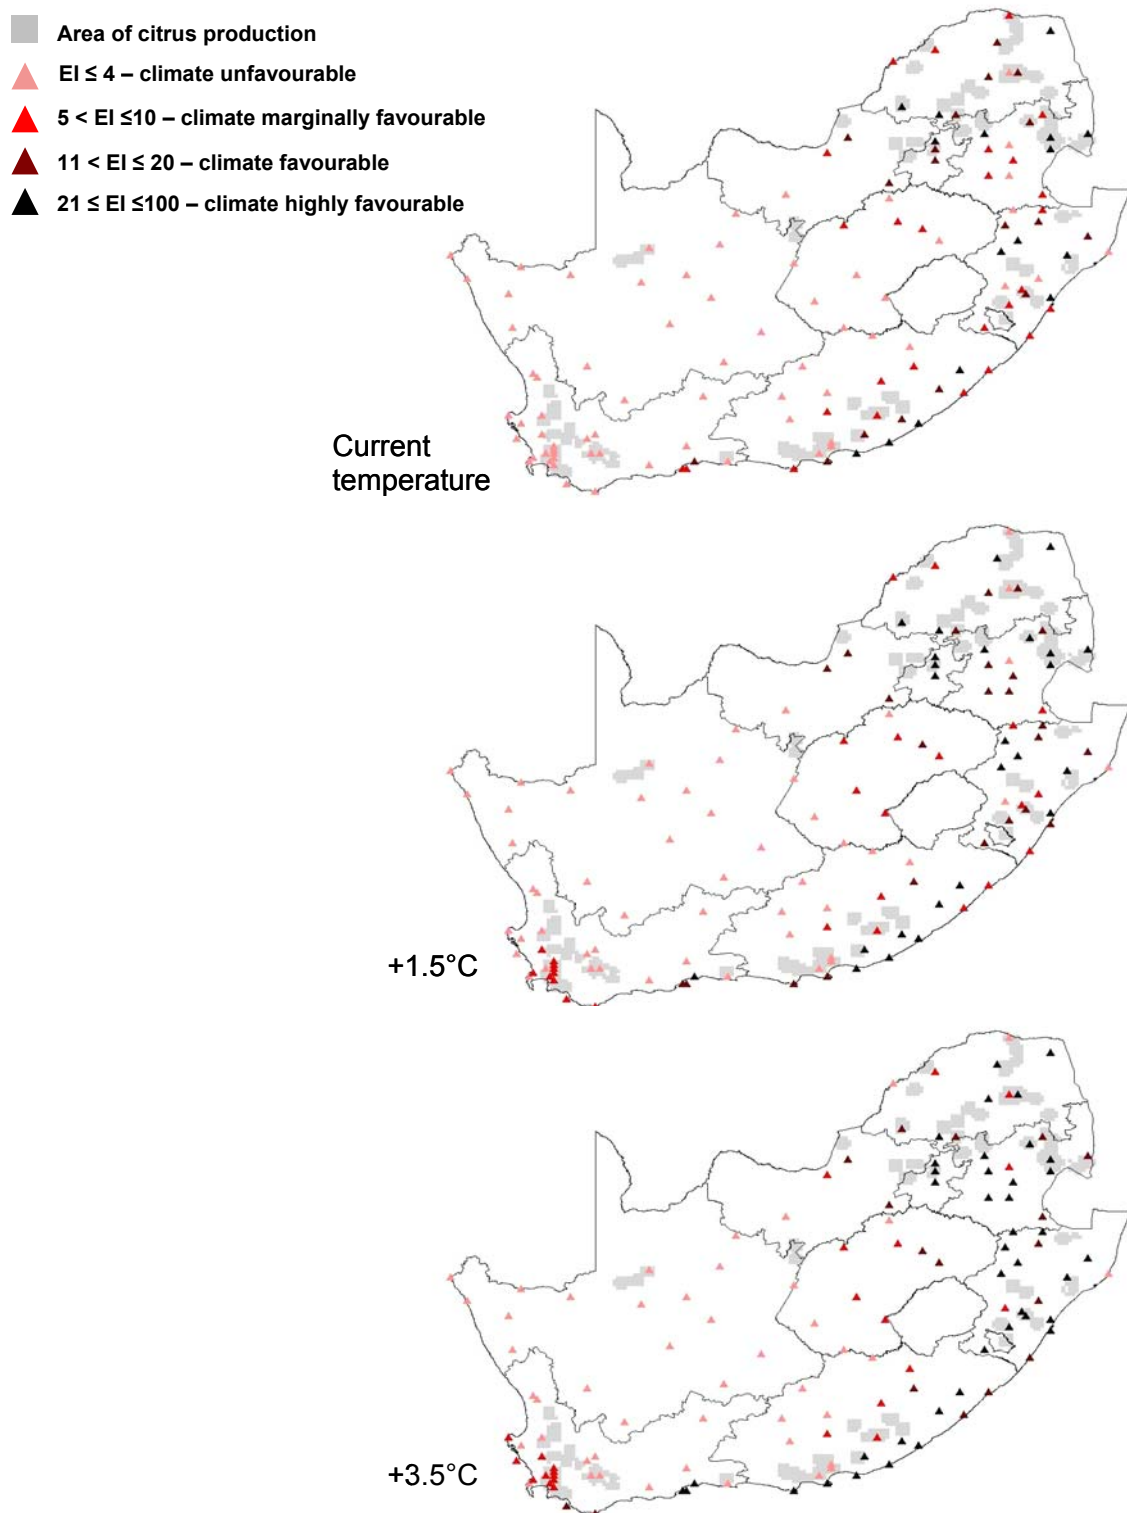 Area of citrus production
EI ≤ 4 – climate unfavourable
5 < EI ≤10 – climate marginally favourable
11 < EI ≤ 20 – climate favourable
21 ≤ EI ≤100 – climate highly favourable
Current
temperature
+1.5°C
+3.5°C